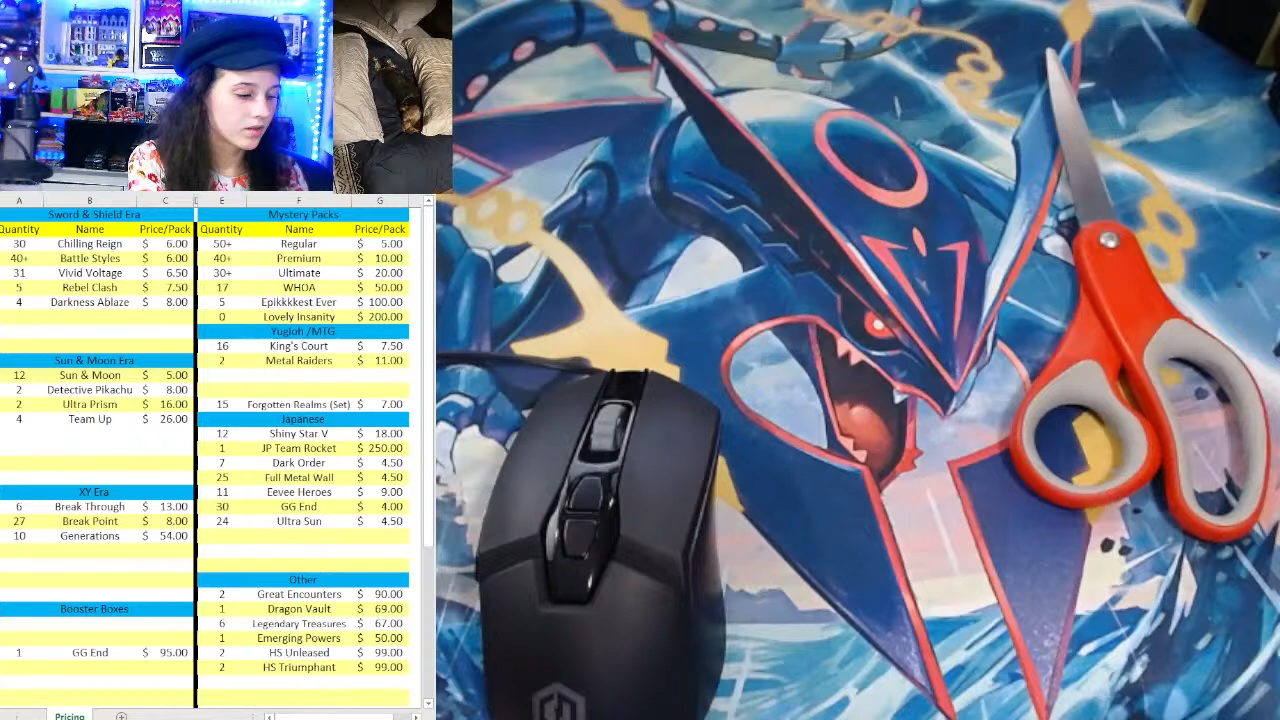 A B C E F G
Sword & Shield Era
Quantity Name Price/Pack
30 Chilling Reign $ 6.00
40+ Battle Styles $ 6.00
31 Vivid Voltage $ 6.50
5 Rebel Clash $ 7.50
4 Darkness Ablaze $ 8.00
Sun & Moon Era
12 Sun & Moon $ 5.00
2 Detective Pikachu $ 8.00
2 Ultra Prism $ 16.00
4 Team Up $ 26.00
XY Era
6 Break Through $ 13.00
27 Break Point $ 8.00
10 Generations $ 54.00
Booster Boxes
1 GG End $ 95.00
Mystery Packs
Quantity Name Price/Pack
50+ Regular $ 5.00
40+ Premium $ 10.00
30+ Ultimate $ 20.00
17 WHOA $ 50.00
5 Epikkkkest Ever $ 100.00
0 Lovely Insanity $ 200.00
Yugioh /MTG
16 King's Court $ 7.50
2 Metal Raiders $ 11.00
15 Forgotten Realms (Set) $ 7.00
Japanese
12 Shiny Star V $ 18.00
1 JP Team Rocket $ 250.00
7 Dark Order $ 4.50
25 Full Metal Wall $ 4.50
11 Eevee Heroes $ 9.00
30 GG End $ 4.00
24 Ultra Sun $ 4.50
Other
2 Great Encounters $ 90.00
1 Dragon Vault $ 69.00
6 Legendary Treasures $ 67.00
1 Emerging Powers $ 50.00
2 HS Unleased $ 99.00
2 HS Triumphant $ 99.00
Pricing